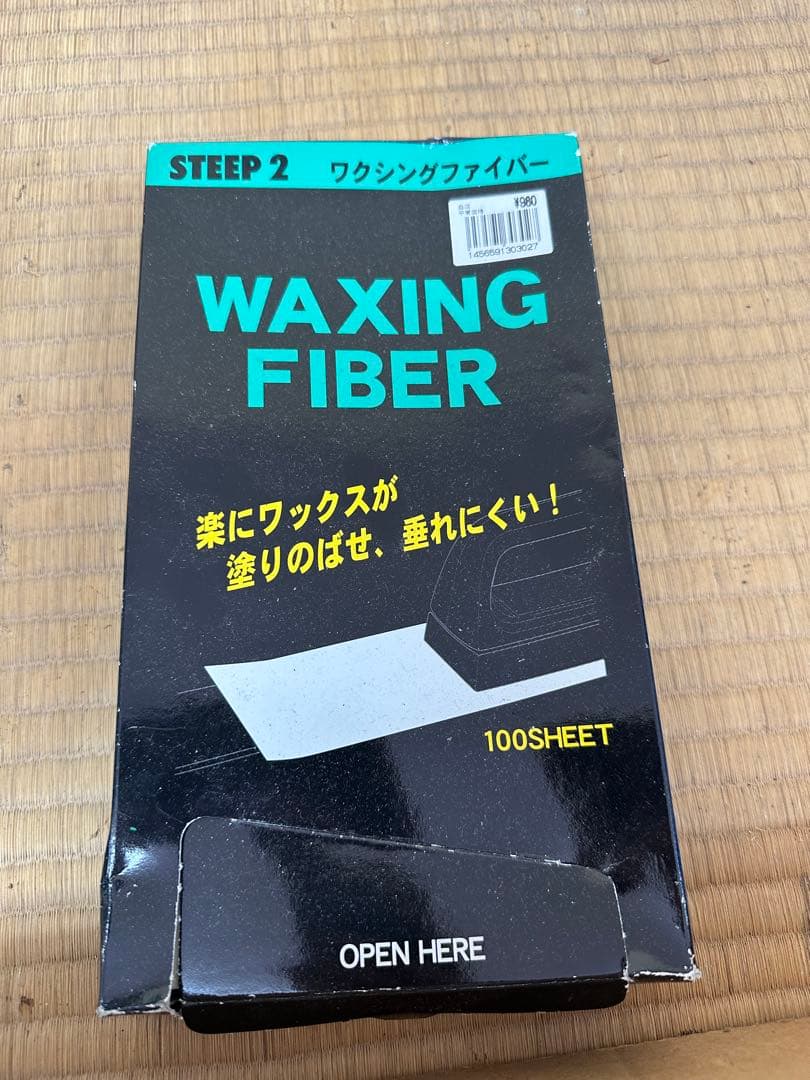 STEEP 2 ワクシングファイバー
¥980
1456591303027
WAXING
FIBER
楽にワックスが
塗りのばせ、垂れにくい！
100SHEET
OPEN HERE